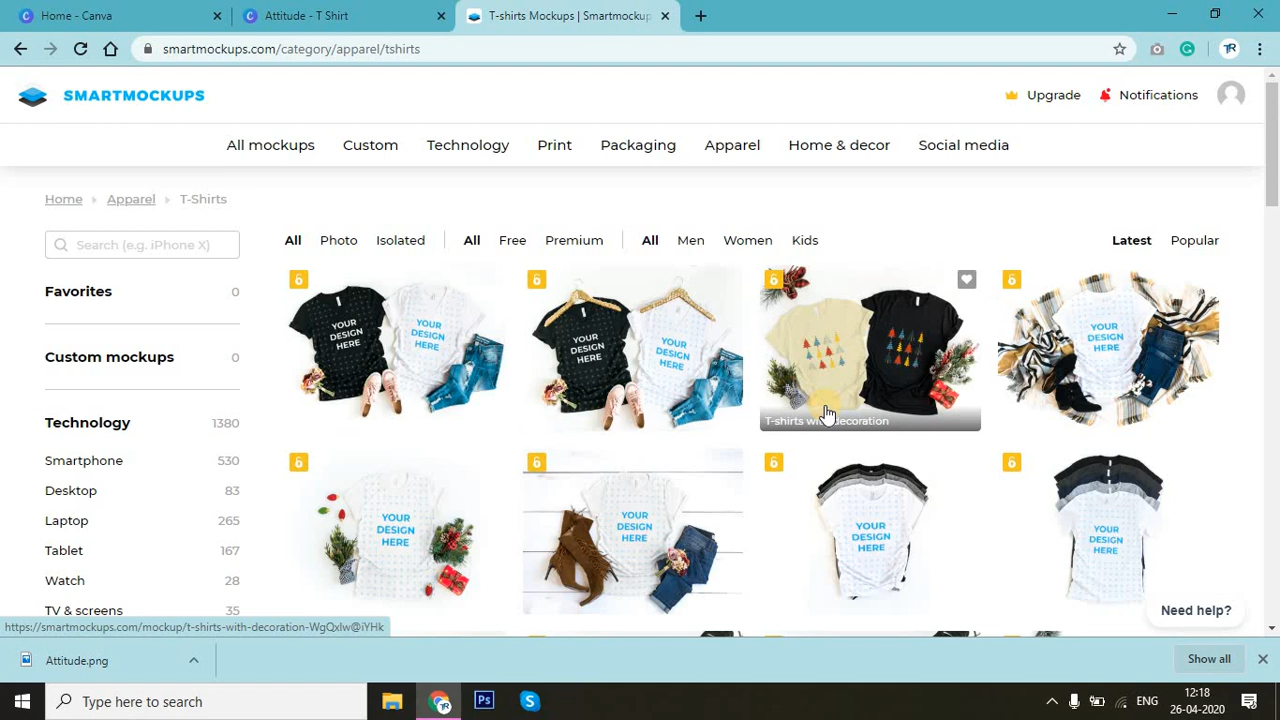 Home - Canva
Attitude - T Shirt
T-shirts Mockups | Smartmockups
smartmockups.com/category/apparel/tshirts
SMARTMOCKUPS
Upgrade
Notifications
All mockups
Custom
Technology
Print
Packaging
Apparel
Home & decor
Social media
Home
Apparel
T-Shirts
Search (e.g. iPhone X)
All
Photo
Isolated
All
Free
Premium
All
Men
Women
Kids
Latest
Popular
Favorites 0
Custom mockups 0
Technology 1380
Smartphone 530
Desktop 83
Laptop 265
Tablet 167
Watch 28
TV & screens 35
YOUR
DESIGN
HERE
YOUR
DESIGN
HERE
YOUR
DESIGN
HERE
YOUR
DESIGN
HERE
T-shirts with decoration
YOUR
DESIGN
HERE
YOUR
DESIGN
HERE
YOUR
DESIGN
HERE
YOUR
DESIGN
HERE
YOUR
DESIGN
HERE
Need help?
https://smartmockups.com/mockup/t-shirts-with-decoration-WgQxlw@iYHk
Attitude.png
Show all
Type here to search
Ps
ENG
12:18
26-04-2020